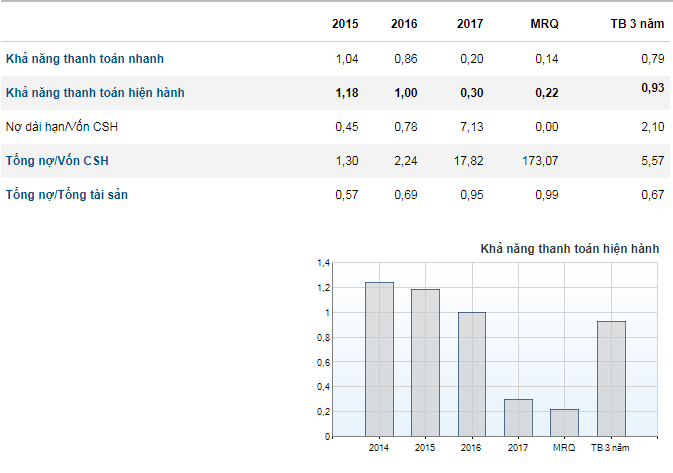 2015 2016 2017 MRQ TB 3 năm
Khả năng thanh toán nhanh 1,04 0,86 0,20 0,14 0,79
Khả năng thanh toán hiện hành 1,18 1,00 0,30 0,22 0,93
Nợ dài hạn/Vốn CSH 0,45 0,78 7,13 0,00 2,10
Tổng nợ/Vốn CSH 1,30 2,24 17,82 173,07 5,57
Tổng nợ/Tổng tài sản 0,57 0,69 0,95 0,99 0,67
Khả năng thanh toán hiện hành
1,4
1,2
1
0,8
0,6
0,4
0,2
0
2014 2015 2016 2017 MRQ TB 3 năm